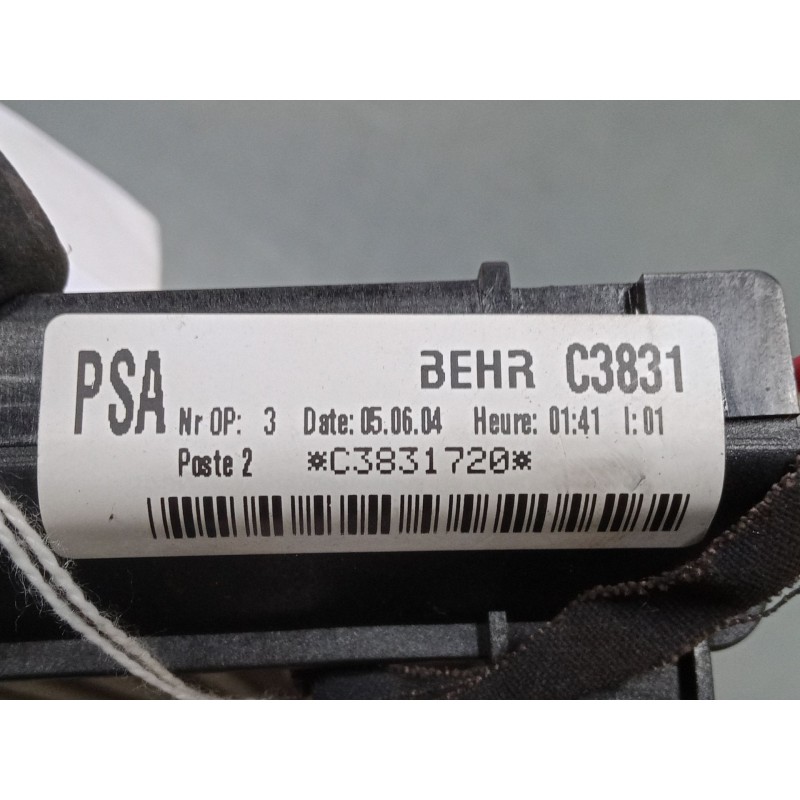 PSA BEHR C3831
Nr OP: 3 Date: 05.06.04 Heure: 01:41 I: 01
Poste 2 *C3831720*